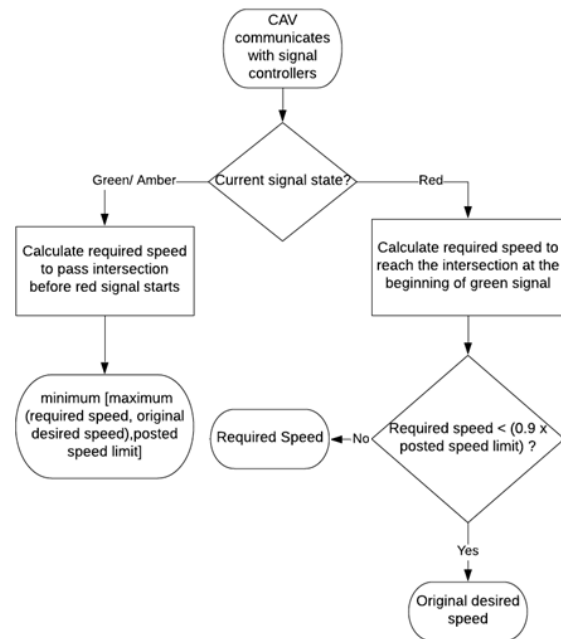 CAV
communicates
with signal
controllers
Current signal state?
Green/ Amber
Red
Calculate required speed
to pass intersection
before red signal starts
Calculate required speed to
reach the intersection at the
beginning of green signal
minimum [maximum
(required speed, original
desired speed),posted
speed limit]
Required Speed
No
Required speed < (0.9 x
posted speed limit) ?
Yes
Original desired
speed